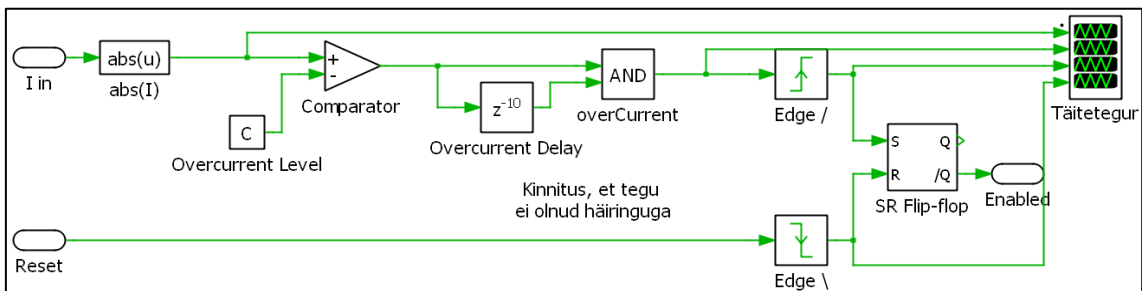 I in
abs(u)
abs(I)
+
-
Comparator
C
Overcurrent Level
z-10
Overcurrent Delay
AND
overCurrent
Edge /
Täitetegur
S
Q
R
/Q
SR Flip-flop
Enabled
Kinnitus, et tegu
ei olnud häiringuga
Reset
Edge \